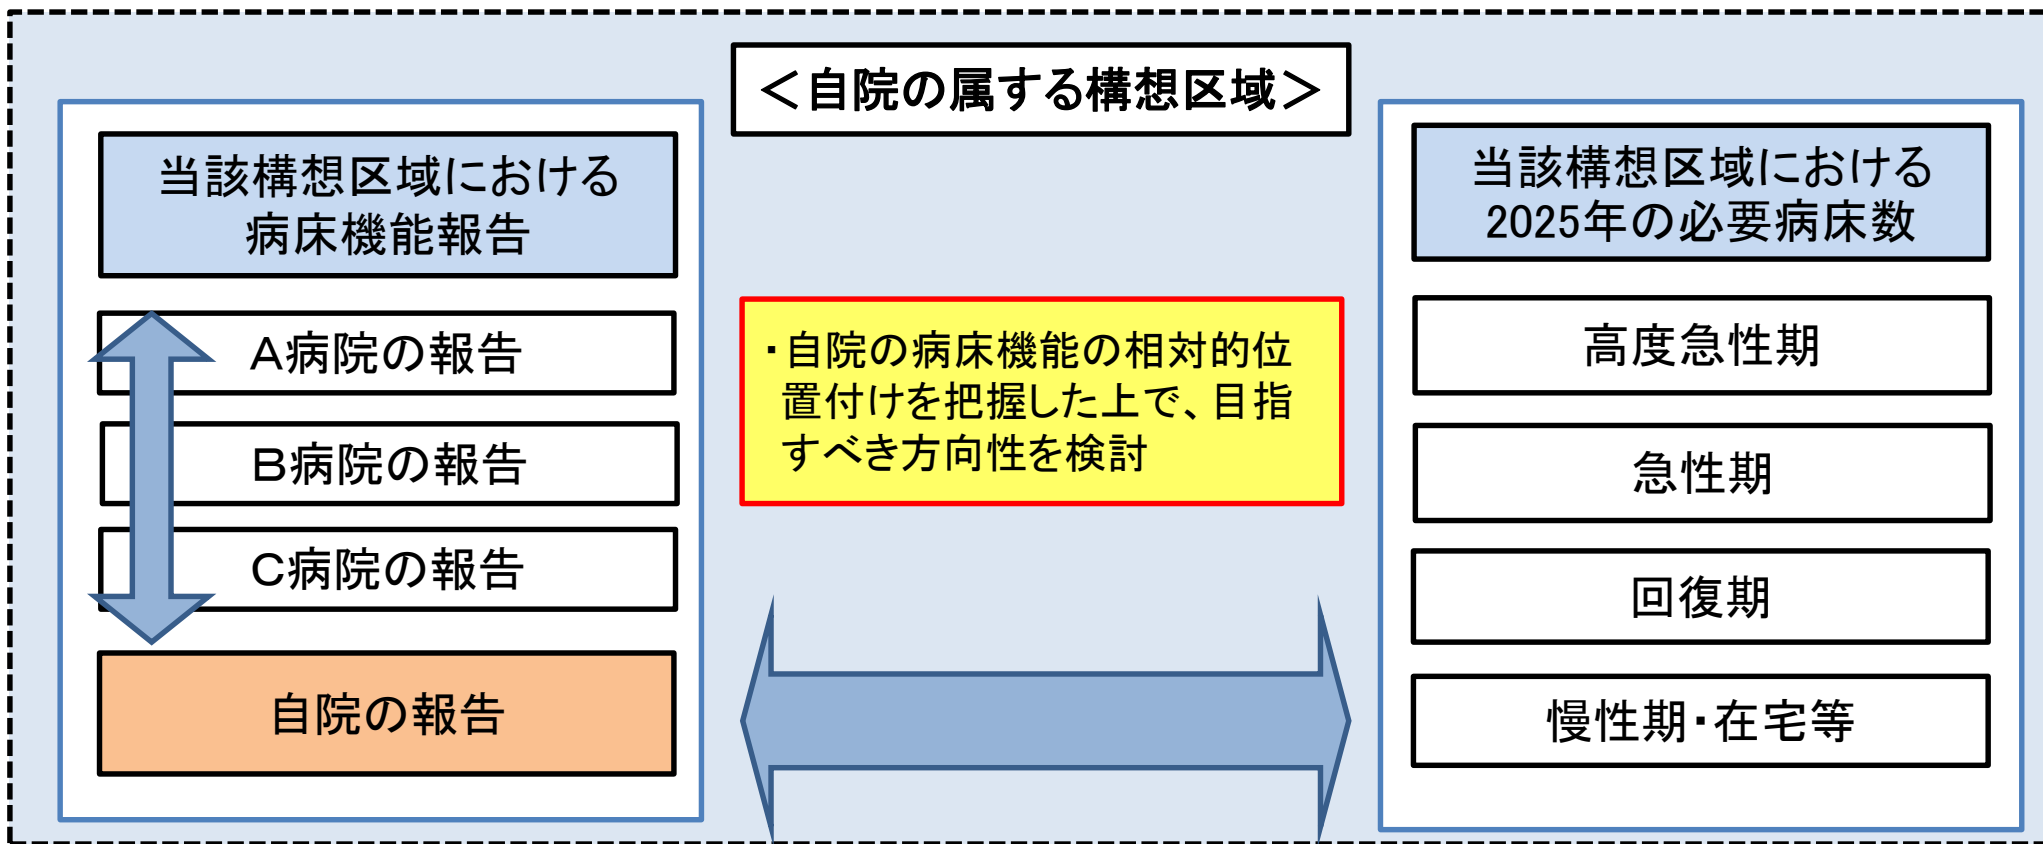 ＜自院の属する構想区域＞
当該構想区域における
病床機能報告
A病院の報告
B病院の報告
C病院の報告
自院の報告
・自院の病床機能の相対的位
置付けを把握した上で、目指
すべき方向性を検討
当該構想区域における
2025年の必要病床数
高度急性期
急性期
回復期
慢性期・在宅等